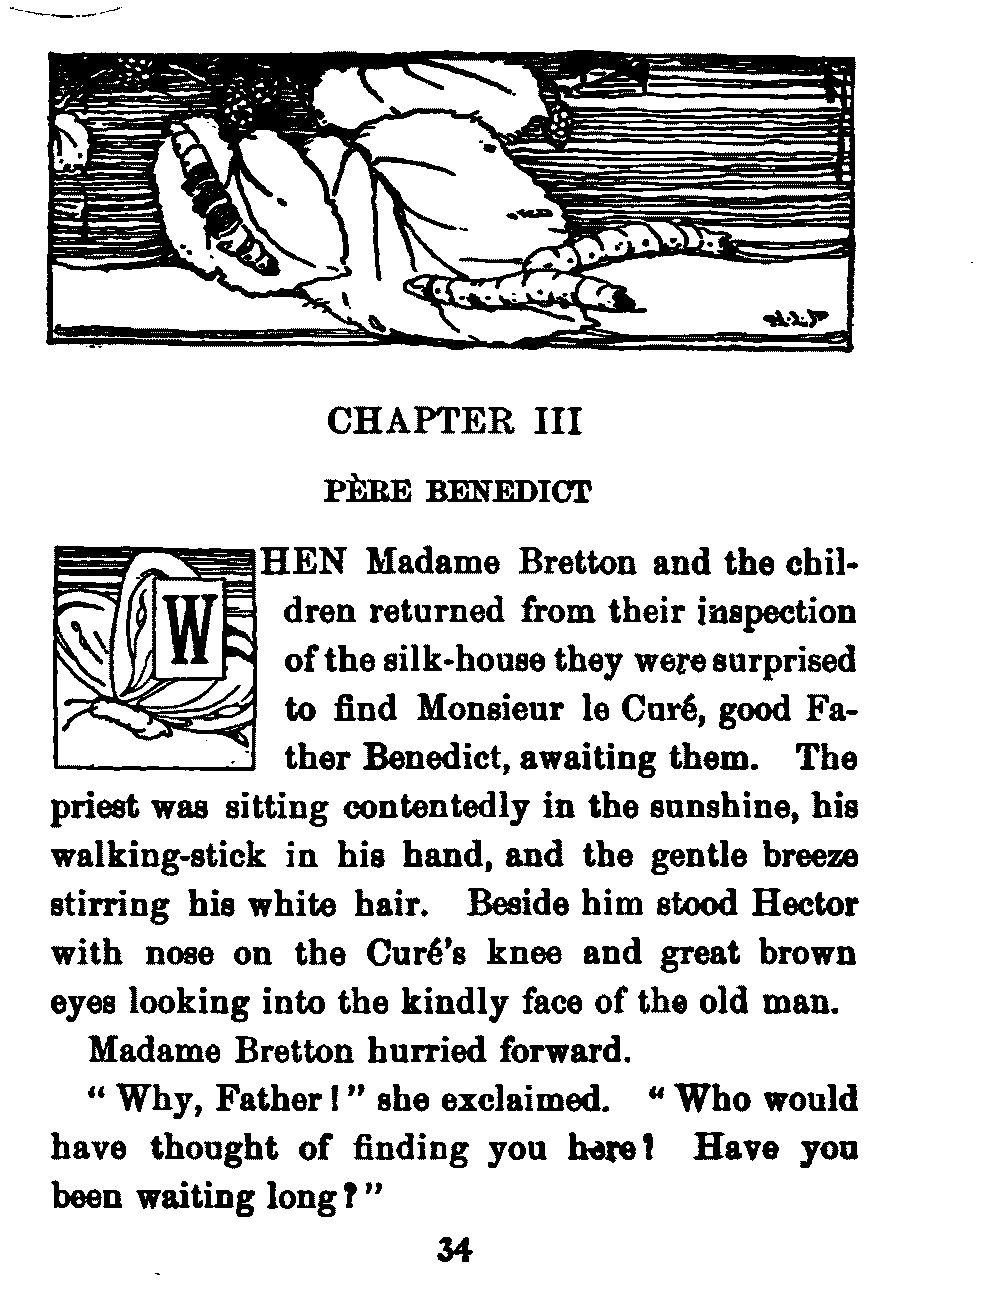 CHAPTER III
PÈRE BENEDICT
WHEN Madame Bretton and the chil-
dren returned from their inspection
of the silk-house they were surprised
to find Monsieur le Curé, good Fa-
ther Benedict, awaiting them. The
priest was sitting contentedly in the sunshine, his
walking-stick in his hand, and the gentle breeze
stirring his white hair. Beside him stood Hector
with nose on the Curé's knee and great brown
eyes looking into the kindly face of the old man.
Madame Bretton hurried forward.
“ Why, Father ! ” she exclaimed. “ Who would
have thought of finding you here ! Have you
been waiting long ? ”
34